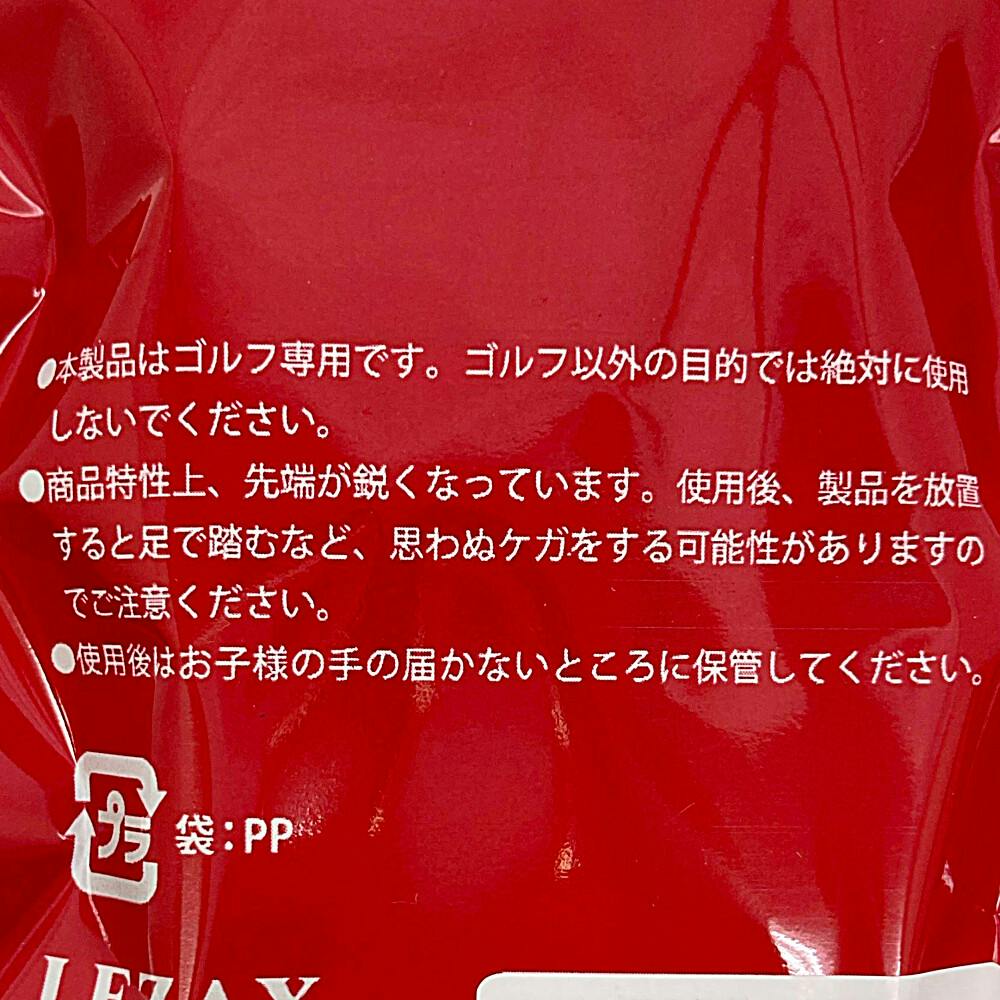 ●本製品はゴルフ専用です。ゴルフ以外の目的では絶対に使用
しないでください。
●商品特性上、先端が鋭くなっています。使用後、製品を放置
すると足で踏むなど、思わぬケガをする可能性がありますの
でご注意ください。
●使用後はお子様の手の届かないところに保管してください。
プラ
袋：PP
LEZAX